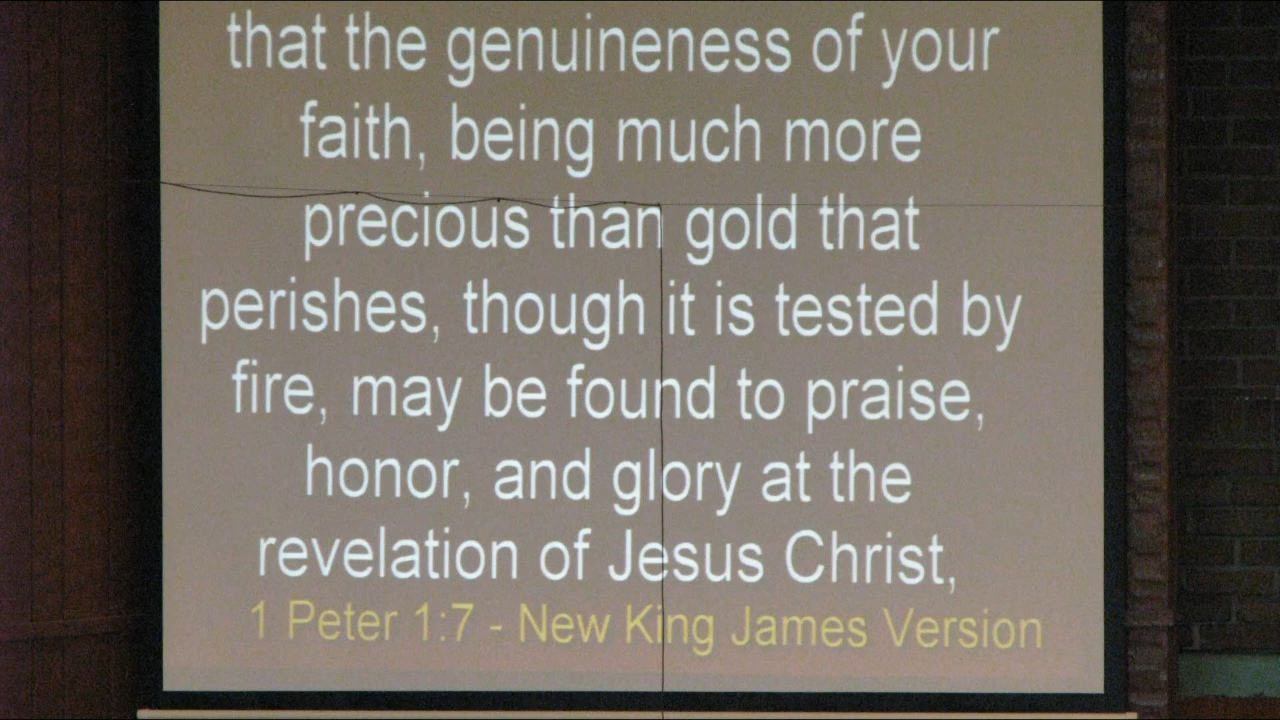 that the genuineness of your
faith, being much more
precious than gold that
perishes, though it is tested by
fire, may be found to praise,
honor, and glory at the
revelation of Jesus Christ,
1 Peter 1:7 - New King James Version